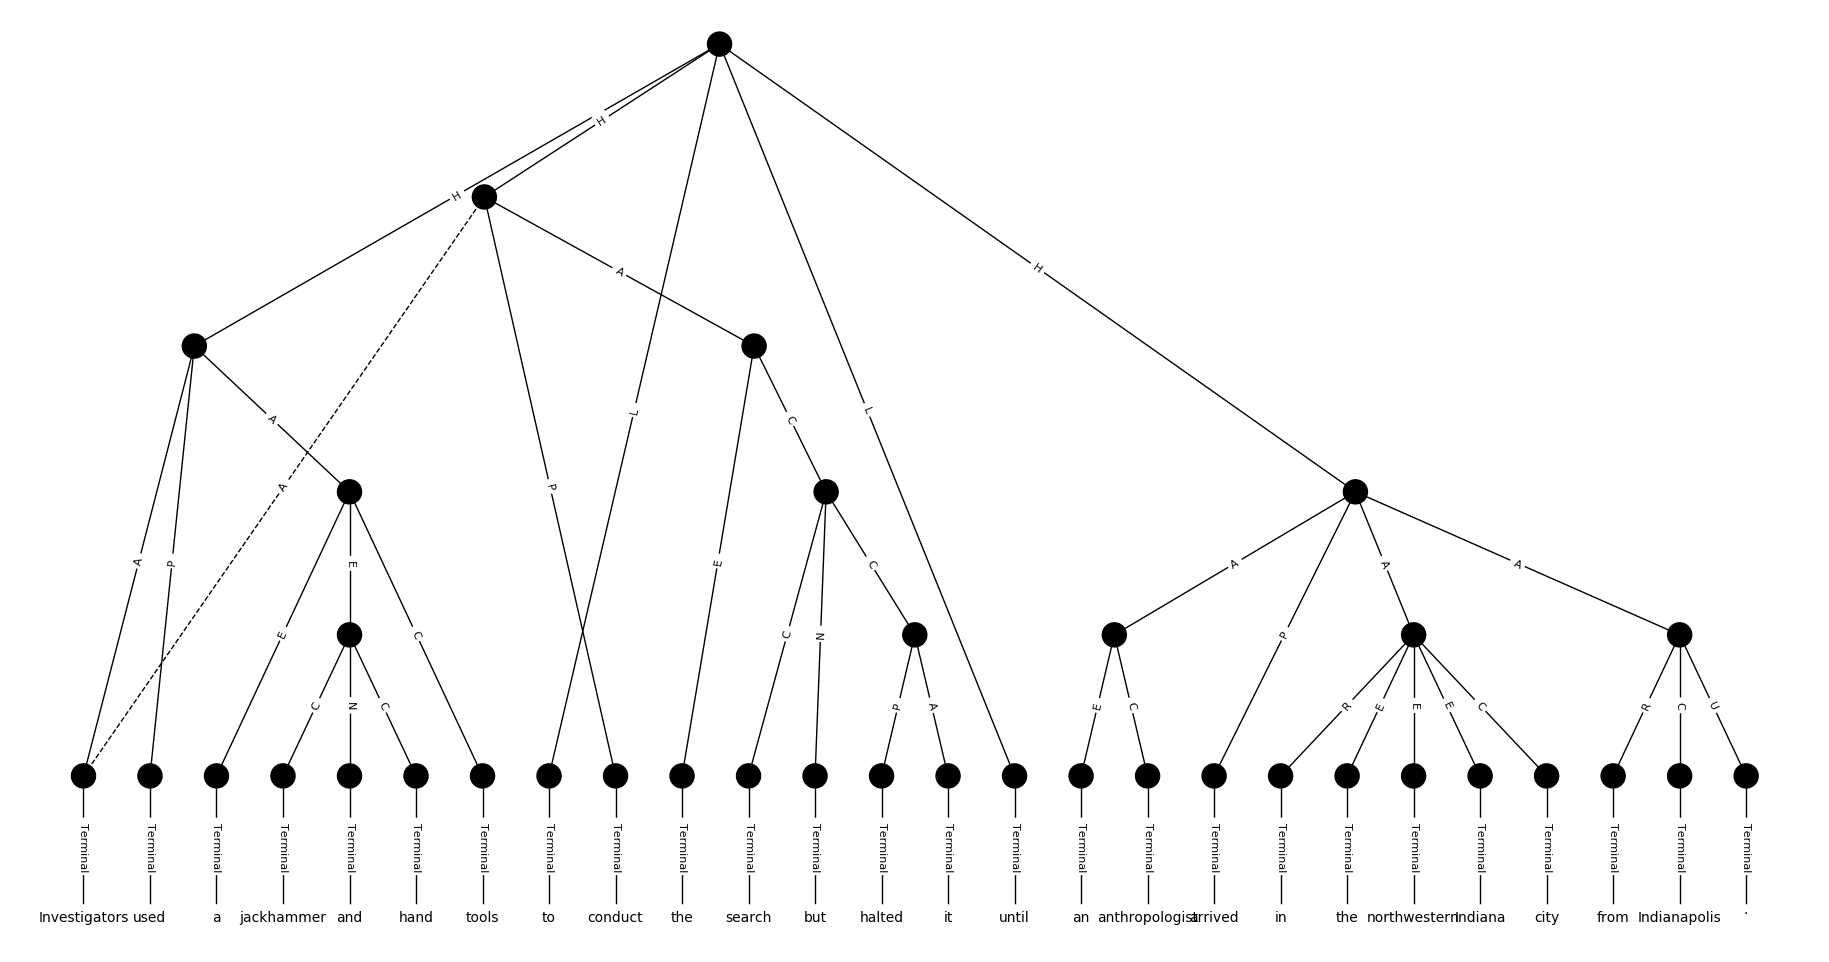 H
H
A
H
A
C
L
L
A
P
A
P
E
E
C
A
P
A
A
E
C
C
N
P
C
N
C
P
A
E
C
R
E
E
E
C
R
C
U
Terminal Terminal Terminal Terminal Terminal Terminal Terminal Terminal Terminal Terminal Terminal Terminal Terminal Terminal Terminal Terminal Terminal Terminal Terminal Terminal Terminal Terminal Terminal Terminal Terminal Terminal
Investigators used a jackhammer and hand tools to conduct the search but halted it until an anthropologist arrived in the northwestern Indiana city from Indianapolis .